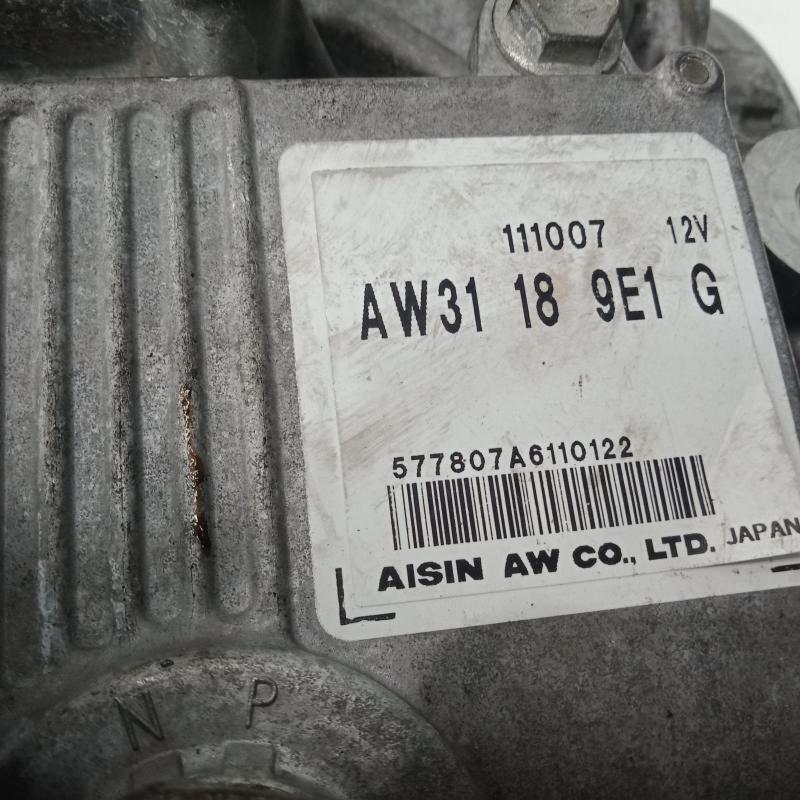 111007 12V
AW31 18 9E1 G
577807A6110122
AISIN AW CO., LTD. JAPAN
N P